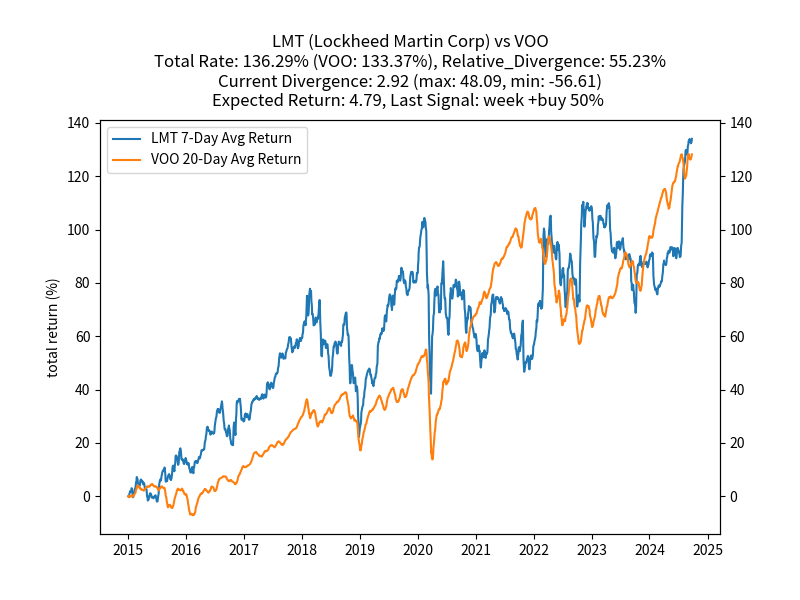 LMT (Lockheed Martin Corp) vs VOO
Total Rate: 136.29% (VOO: 133.37%), Relative_Divergence: 55.23%
Current Divergence: 2.92 (max: 48.09, min: -56.61)
Expected Return: 4.79, Last Signal: week +buy 50%
LMT 7-Day Avg Return
VOO 20-Day Avg Return
total return (%)
140
120
100
80
60
40
20
0
140
120
100
80
60
40
20
0
2015 2016 2017 2018 2019 2020 2021 2022 2023 2024 2025